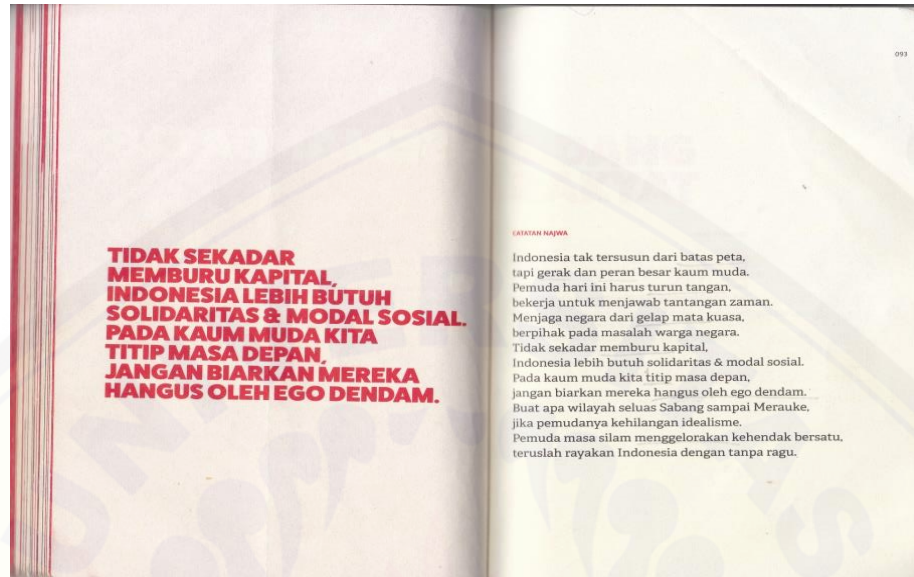 TIDAK SEKADAR
MEMBURU KAPITAL,
INDONESIA LEBIH BUTUH
SOLIDARITAS & MODAL SOSIAL.
PADA KAUM MUDA KITA
TITIP MASA DEPAN,
JANGAN BIARKAN MEREKA
HANGUS OLEH EGO DENDAM.
093
CATATAN NAJWA
Indonesia tak tersusun dari batas peta,
tapi gerak dan peran besar kaum muda.
Pemuda hari ini harus turun tangan,
bekerja untuk menjawab tantangan zaman.
Menjaga negara dari gelap mata kuasa,
berpihak pada masalah warga negara.
Tidak sekadar memburu kapital,
Indonesia lebih butuh solidaritas & modal sosial.
Pada kaum muda kita titip masa depan,
jangan biarkan mereka hangus oleh ego dendam.
Buat apa wilayah seluas Sabang sampai Merauke,
jika pemudanya kehilangan idealisme.
Pemuda masa silam menggelorakan kehendak bersatu,
teruslah rayakan Indonesia dengan tanpa ragu.